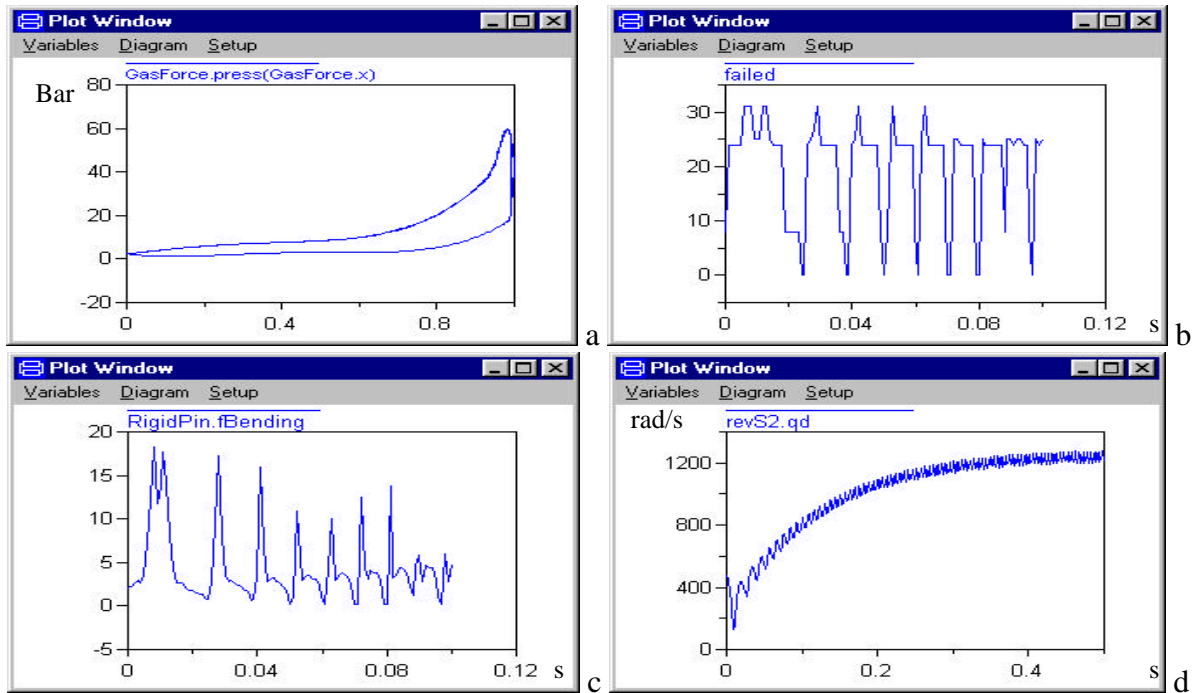 Plot Window
Variables Diagram Setup
GasForce.press(GasForce.x)
Bar
80
60
40
20
0
-20
0 0.4 0.8
a
Plot Window
Variables Diagram Setup
failed
30
20
10
0
0 0.04 0.08 0.12 s
b
Plot Window
Variables Diagram Setup
RigidPin.fBending
20
15
10
5
0
-5
0 0.04 0.08 0.12 s
c
Plot Window
Variables Diagram Setup
rad/s revS2.qd
1200
800
400
0
0 0.2 0.4 s
d